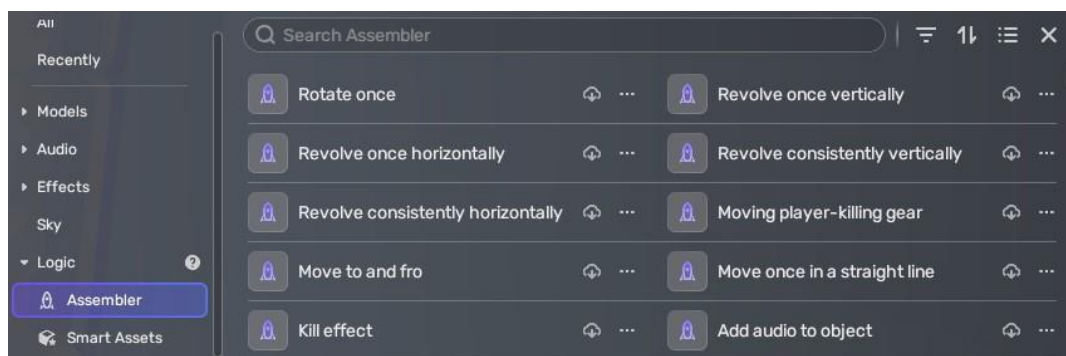 All
Recently
Models
Audio
Effects
Sky
Logic
Assembler
Smart Assets
Search Assembler
Rotate once
Revolve once vertically
Revolve once horizontally
Revolve consistently vertically
Revolve consistently horizontally
Moving player-killing gear
Move to and fro
Move once in a straight line
Kill effect
Add audio to object